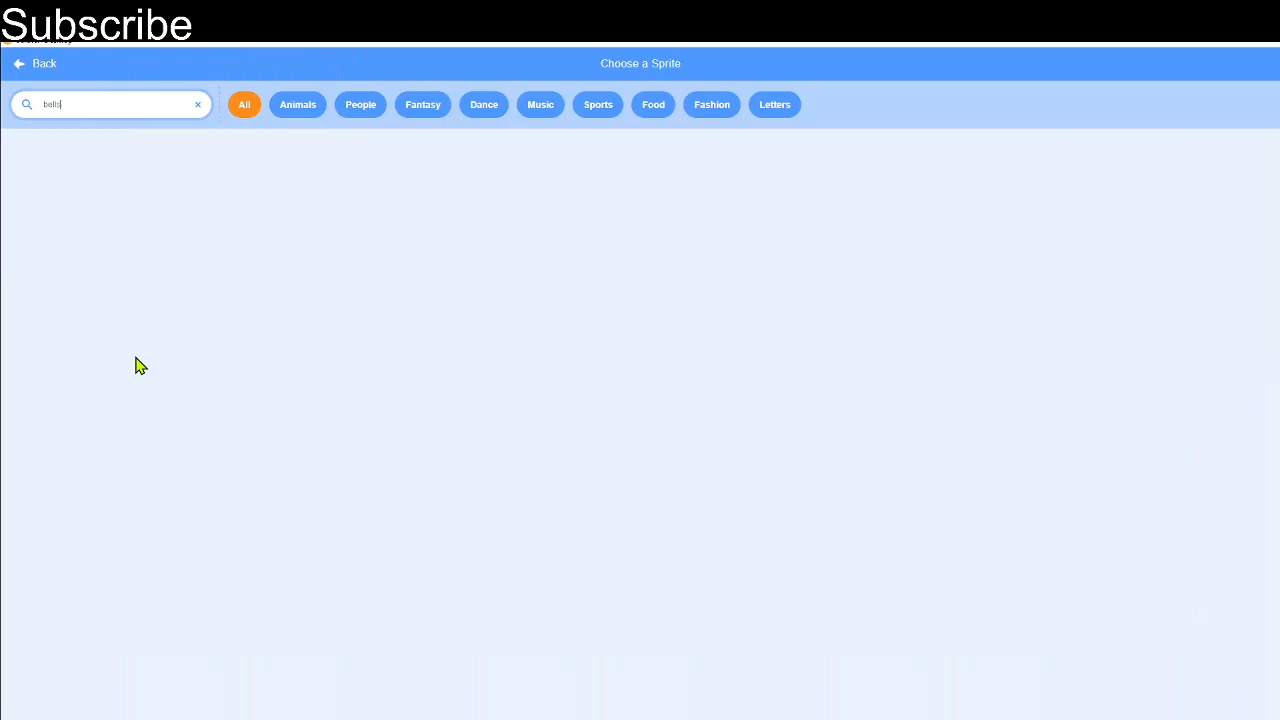 Subscribe
Back
Choose a Sprite
bells
All
Animals
People
Fantasy
Dance
Music
Sports
Food
Fashion
Letters